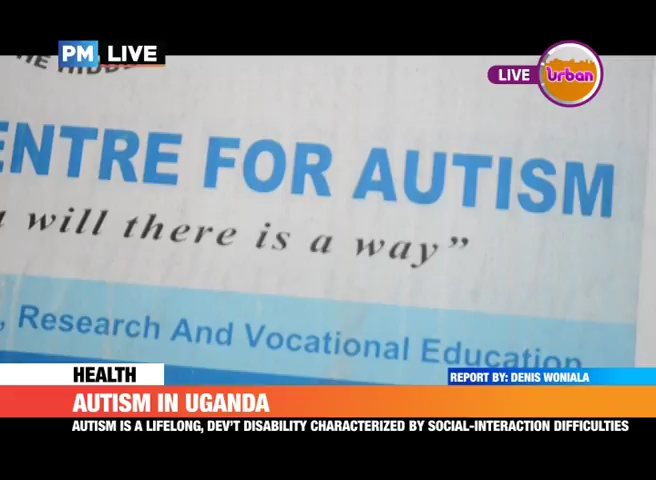 PM LIVE
LIVE Urban
ENTRE FOR AUTISM
will there is a way”
, Research And Vocational Education
HEALTH
REPORT BY: DENIS WONIALA
AUTISM IN UGANDA
AUTISM IS A LIFELONG, DEV'T DISABILITY CHARACTERIZED BY SOCIAL-INTERACTION DIFFICULTIES